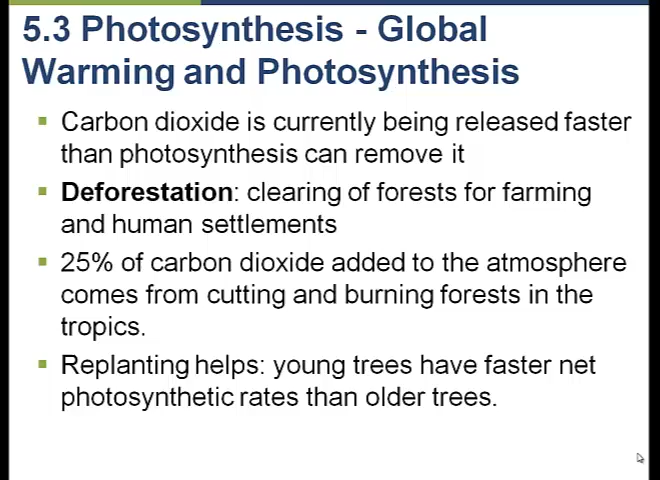 5.3 Photosynthesis - Global
Warming and Photosynthesis
Carbon dioxide is currently being released faster
than photosynthesis can remove it
Deforestation: clearing of forests for farming
and human settlements
25% of carbon dioxide added to the atmosphere
comes from cutting and burning forests in the
tropics.
Replanting helps: young trees have faster net
photosynthetic rates than older trees.